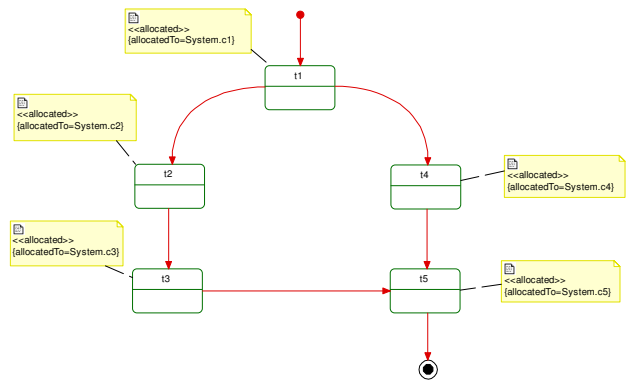 <<allocated>>
{allocatedTo=System.c1}
t1
<<allocated>>
{allocatedTo=System.c2}
t2
t4
<<allocated>>
{allocatedTo=System.c4}
<<allocated>>
{allocatedTo=System.c3}
t3
t5
<<allocated>>
{allocatedTo=System.c5}